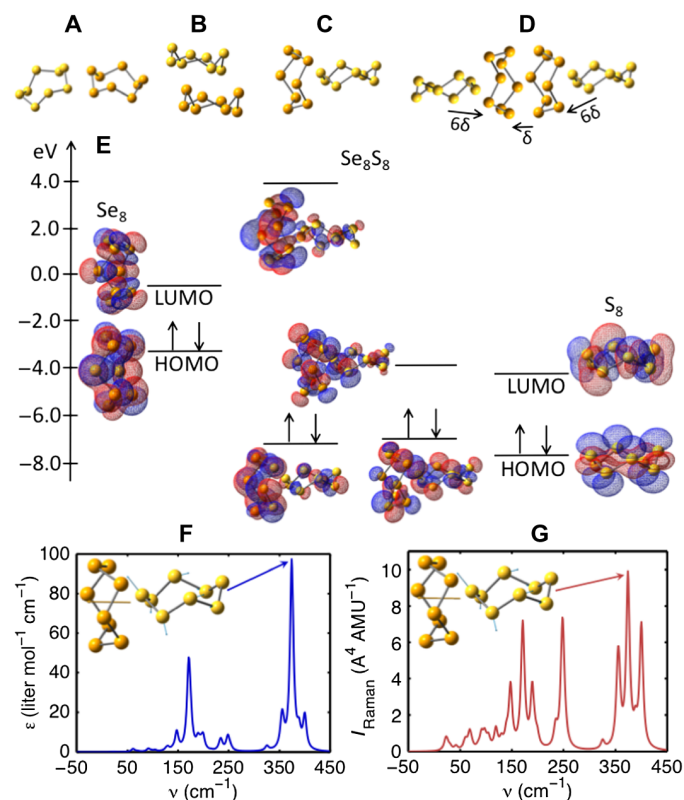 A B C D
6δ δ 6δ
E
eV
4.0
2.0
0.0
−2.0
−4.0
−6.0
−8.0
Se₈
LUMO
HOMO
Se₈S₈
S₈
LUMO
HOMO
F
ε (liter mol⁻¹ cm⁻¹)
100
80
60
40
20
0
−50 50 150 250 350 450
ν (cm⁻¹)
G
I_Raman (A⁴ AMU⁻¹)
10
8
6
4
2
0
−50 50 150 250 350 450
ν (cm⁻¹)